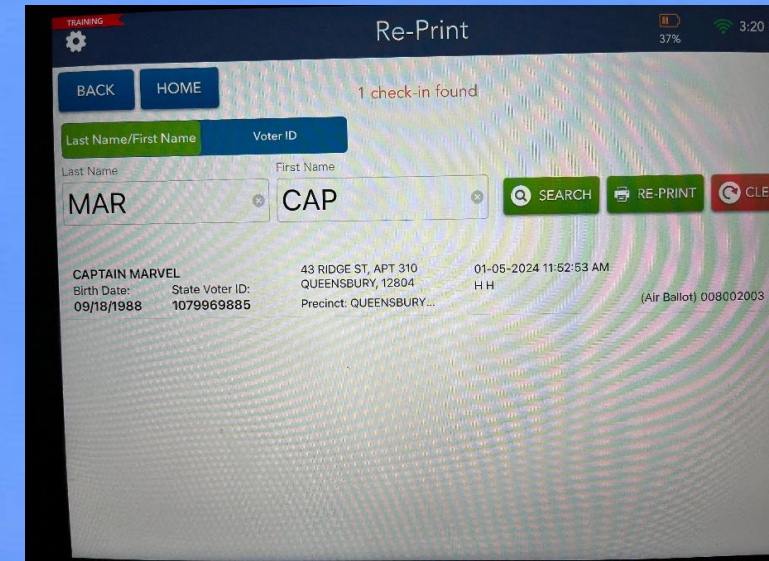 TRAINING
Re-Print
37%
3:20
BACK
HOME
1 check-in found
Last Name/First Name
Voter ID
Last Name
First Name
MAR
CAP
SEARCH
RE-PRINT
CLE
CAPTAIN MARVEL
Birth Date:
State Voter ID:
09/18/1988
1079969885
43 RIDGE ST, APT 310
QUEENSBURY, 12804
Precinct: QUEENSBURY...
01-05-2024 11:52:53 AM
H H
(Air Ballot) 008002003